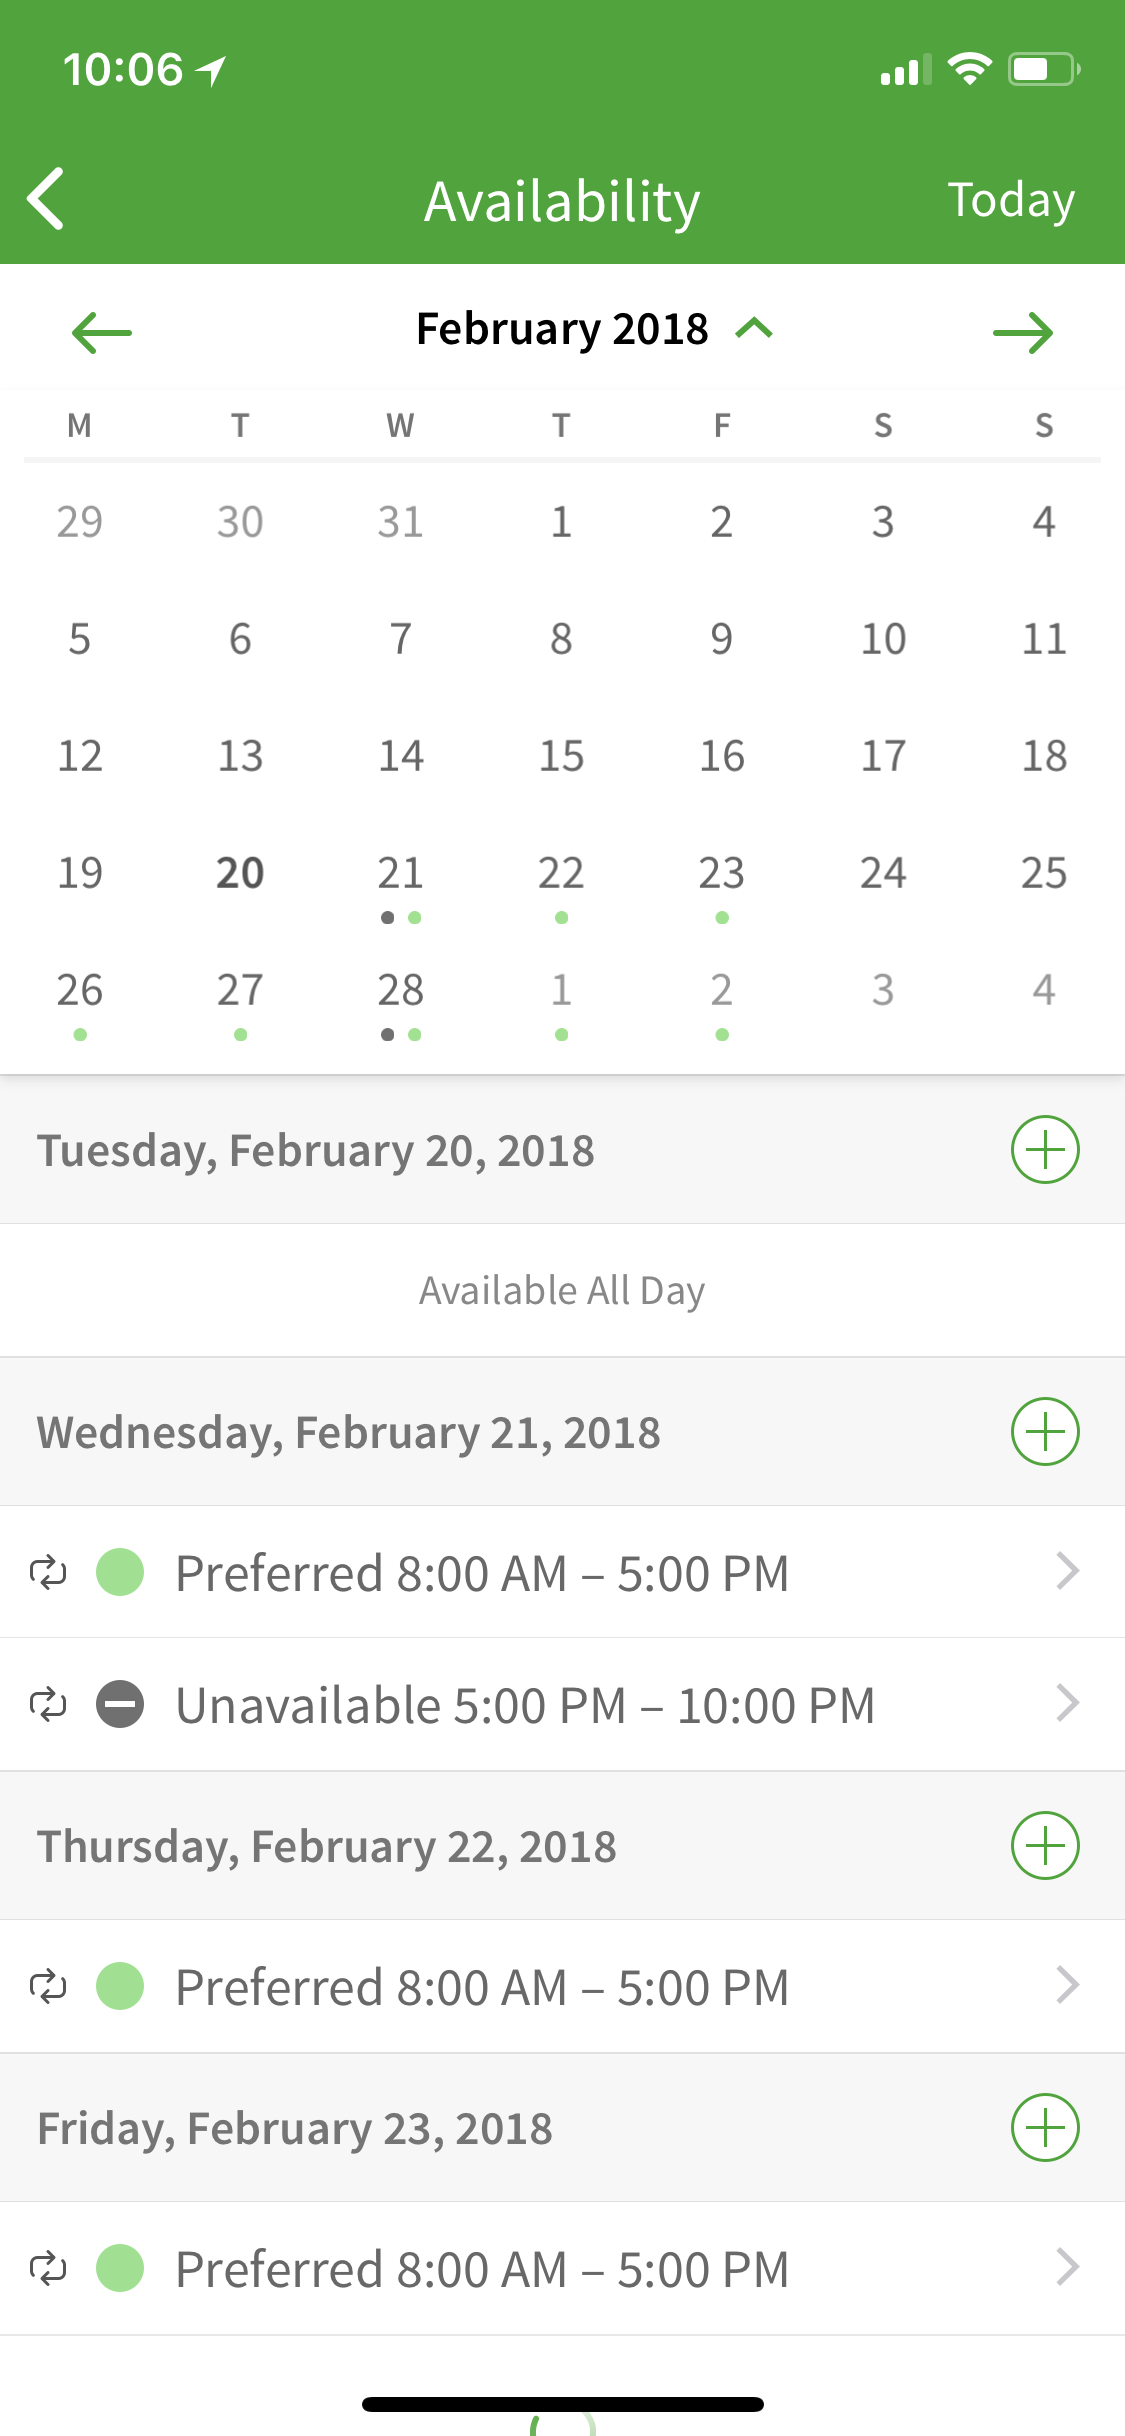 10:06
Availability
Today
February 2018
M T W T F S S
29 30 31 1 2 3 4
5 6 7 8 9 10 11
12 13 14 15 16 17 18
19 20 21 22 23 24 25
26 27 28 1 2 3 4
Tuesday, February 20, 2018
Available All Day
Wednesday, February 21, 2018
Preferred 8:00 AM – 5:00 PM
Unavailable 5:00 PM – 10:00 PM
Thursday, February 22, 2018
Preferred 8:00 AM – 5:00 PM
Friday, February 23, 2018
Preferred 8:00 AM – 5:00 PM